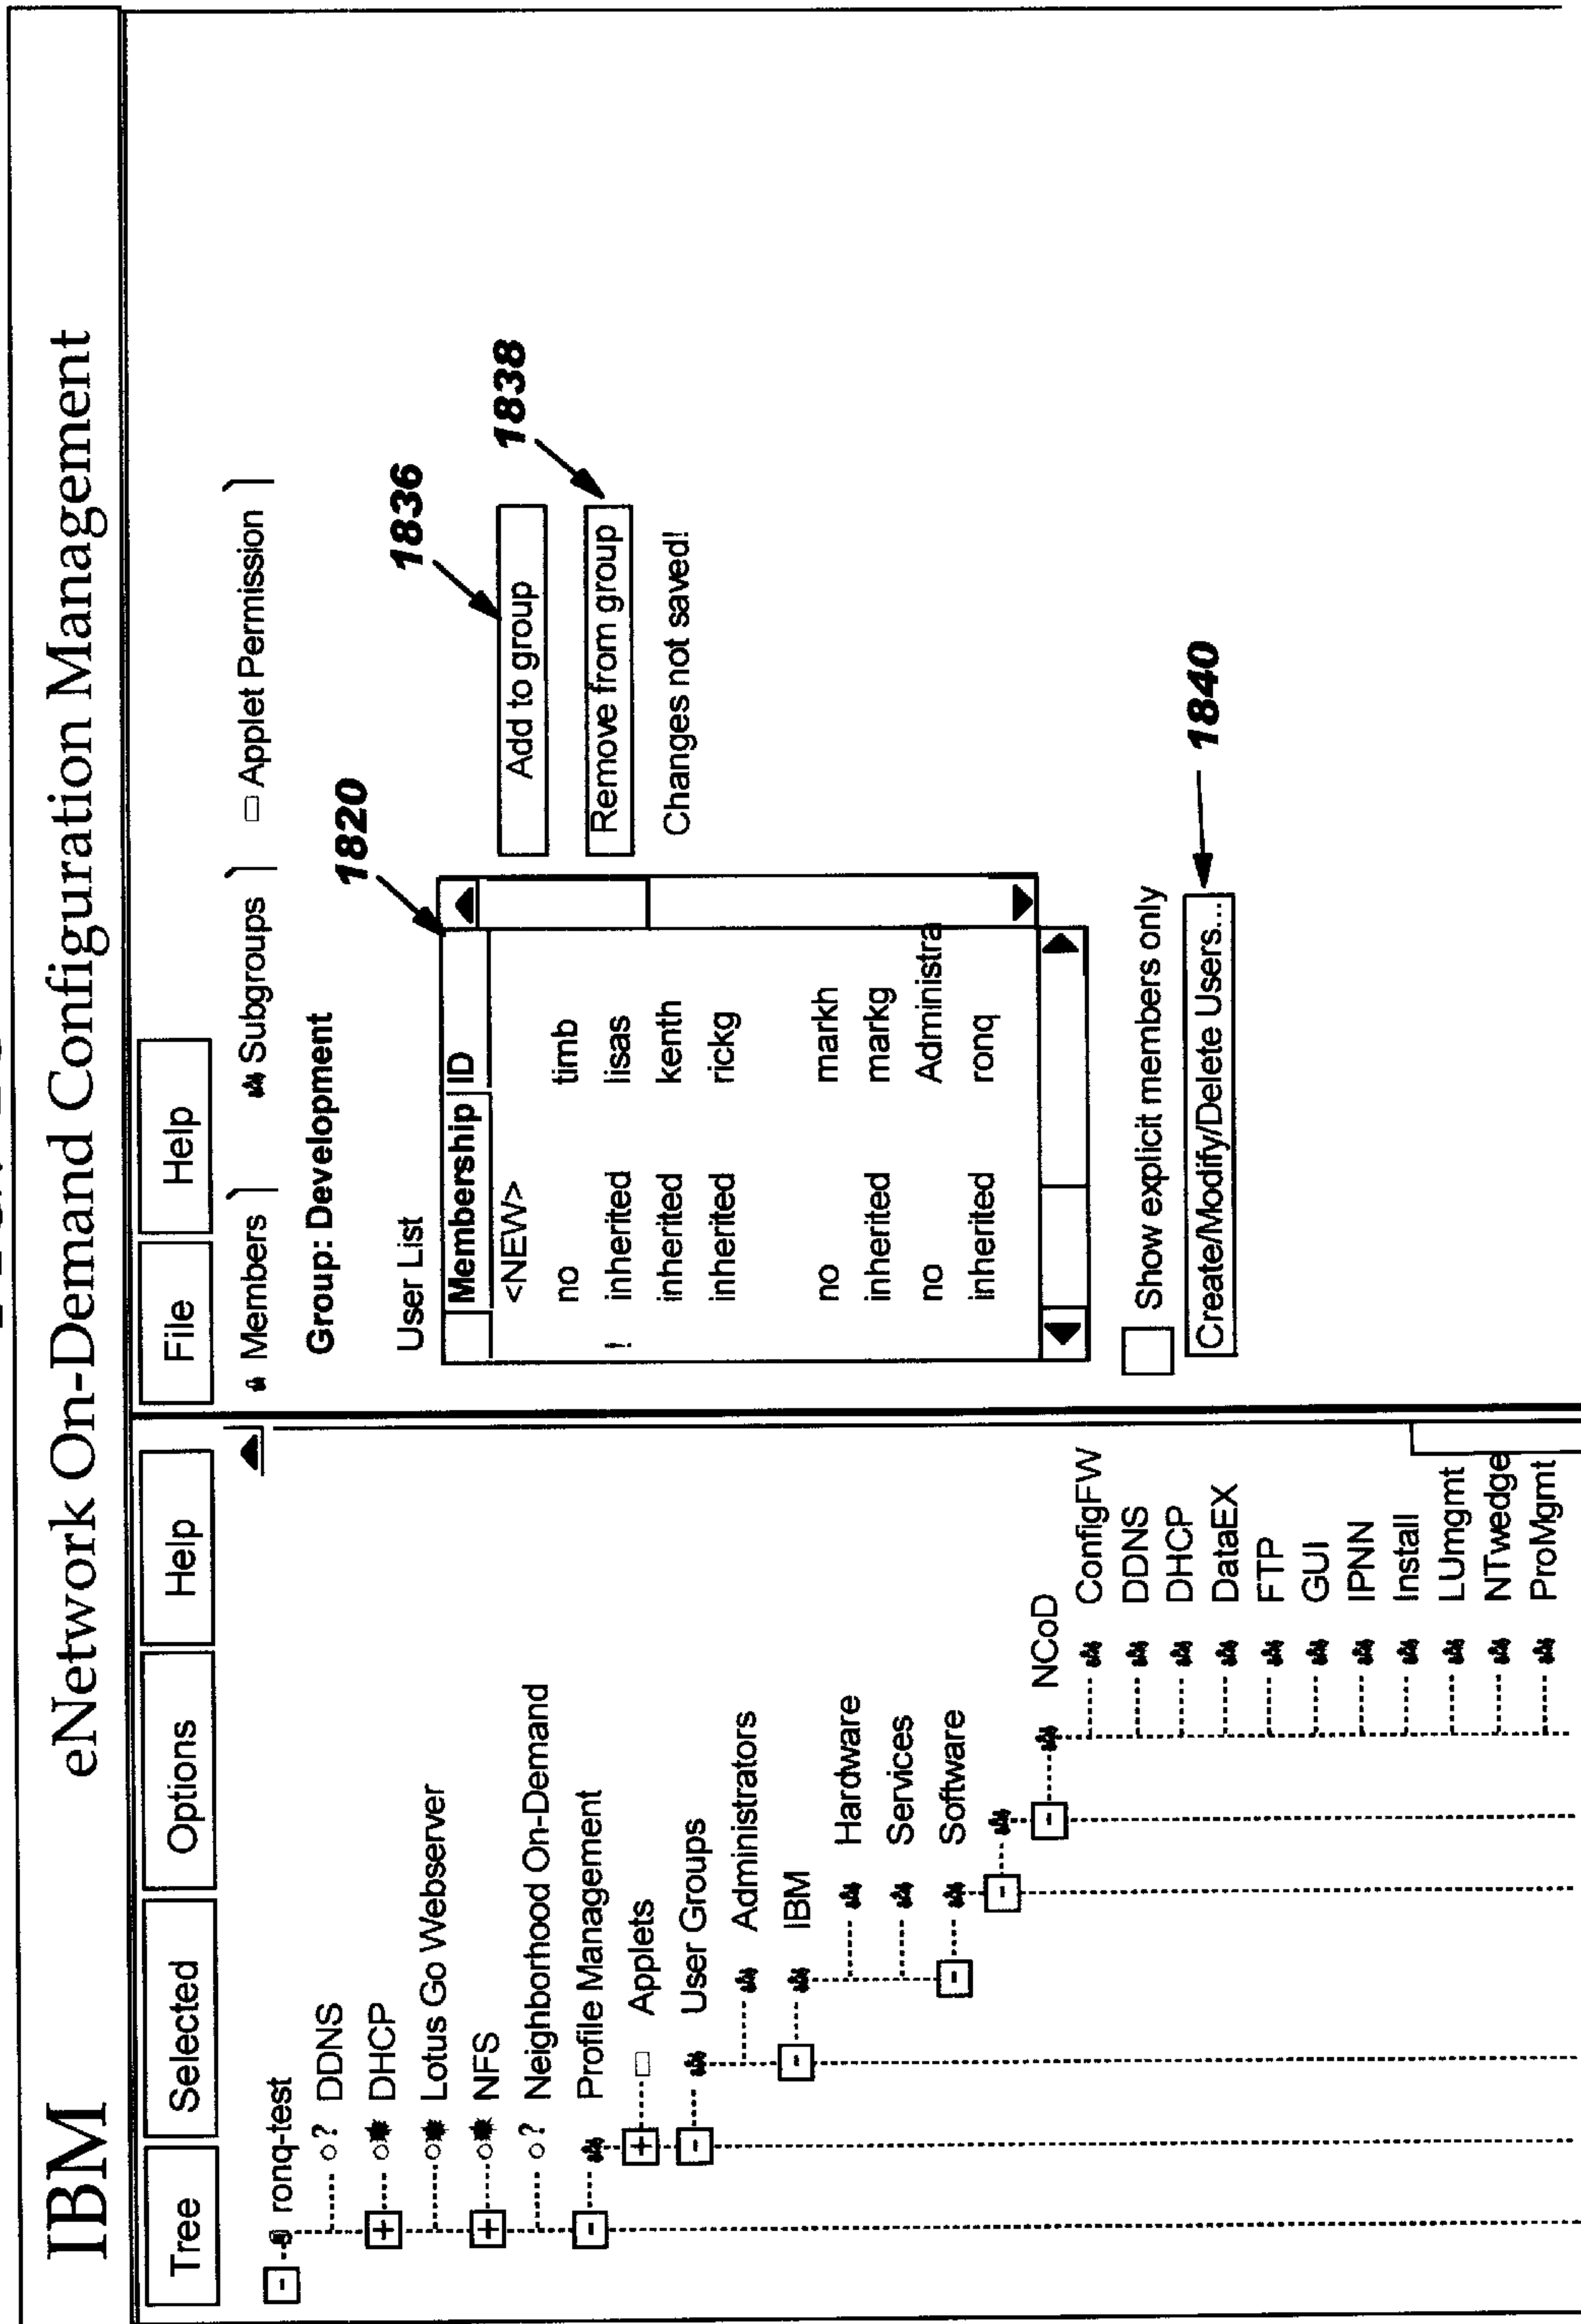 IBM eNetwork On-Demand Configuration Management
Tree Selected Options Help
File Help
- ronq-test
? DDNS
+ DHCP
Lotus Go Webserver
+ NFS
? Neighborhood On-Demand
- Profile Management
+ Applets
- User Groups
Administrators
- IBM
Hardware
Services
- Software
-
- NCoD
ConfigFW
DDNS
DHCP
DataEX
FTP
GUI
IPNN
Install
LUmgmt
NTwedge
ProMgmt
Members Subgroups Applet Permission
Group: Development
User List
1820
1836
1838
Membership ID
<NEW>
no timb
! inherited lisas
inherited kenth
inherited rickg
no markh
inherited markg
no Administra
inherited ronq
Add to group
Remove from group
Changes not saved!
Show explicit members only
Create/Modify/Delete Users...
1840